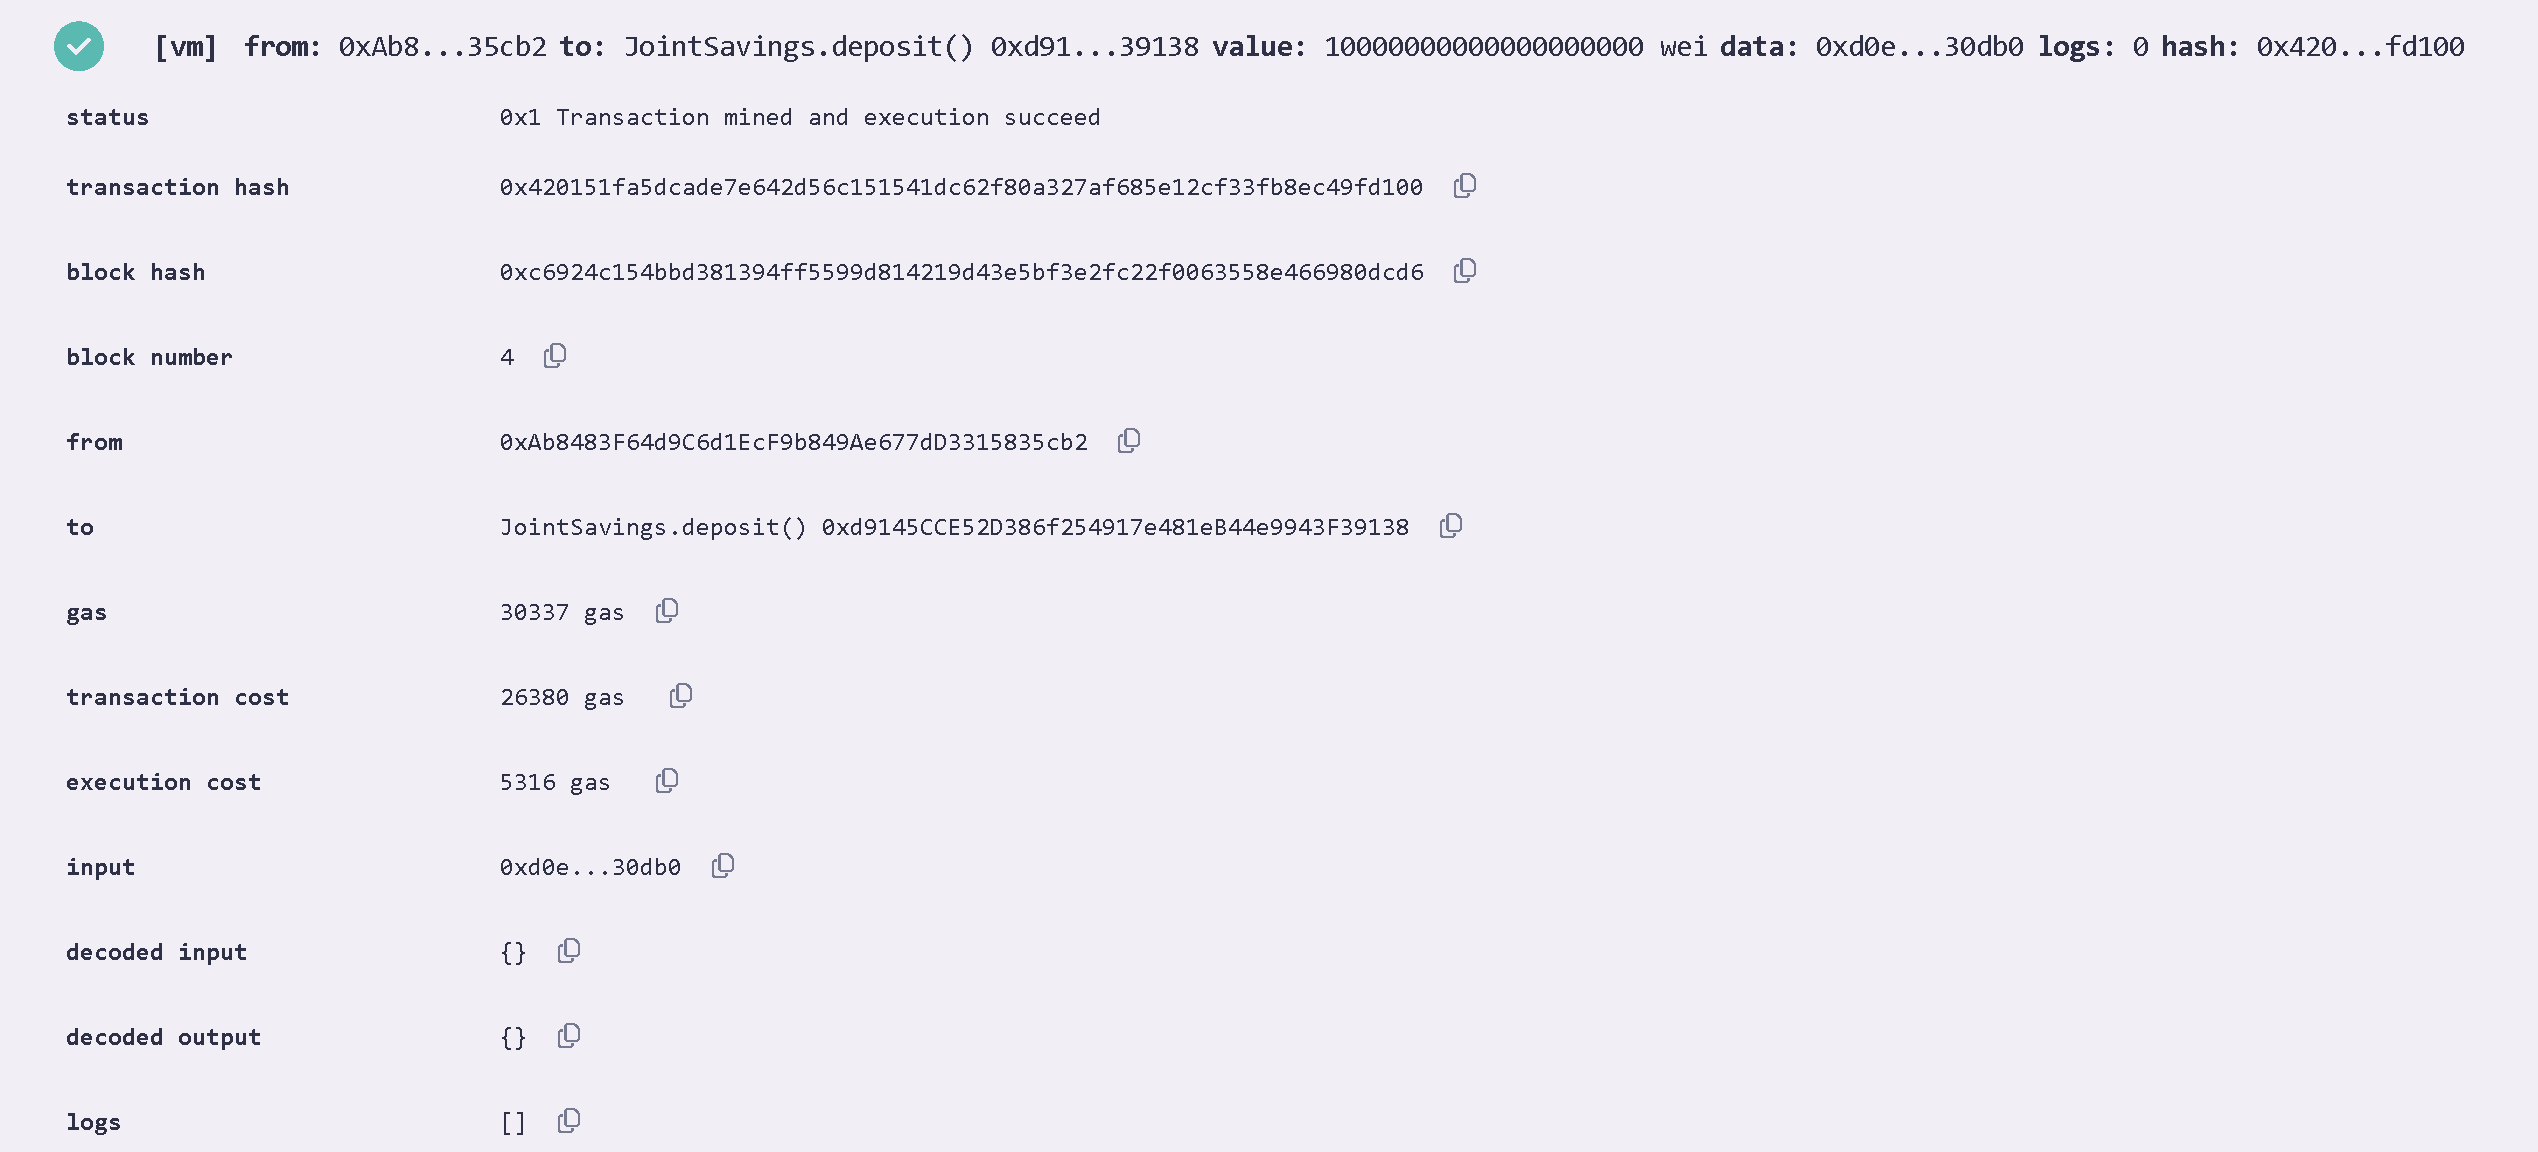 [vm] from: 0xAb8...35cb2 to: JointSavings.deposit() 0xd91...39138 value: 10000000000000000000 wei data: 0xd0e...30db0 logs: 0 hash: 0x420...fd100
status 0x1 Transaction mined and execution succeed
transaction hash 0x420151fa5dcade7e642d56c151541dc62f80a327af685e12cf33fb8ec49fd100
block hash 0xc6924c154bbd381394ff5599d814219d43e5bf3e2fc22f0063558e466980dcd6
block number 4
from 0xAb8483F64d9C6d1EcF9b849Ae677dD3315835cb2
to JointSavings.deposit() 0xd9145CCE52D386f254917e481eB44e9943F39138
gas 30337 gas
transaction cost 26380 gas
execution cost 5316 gas
input 0xd0e...30db0
decoded input {}
decoded output {}
logs []